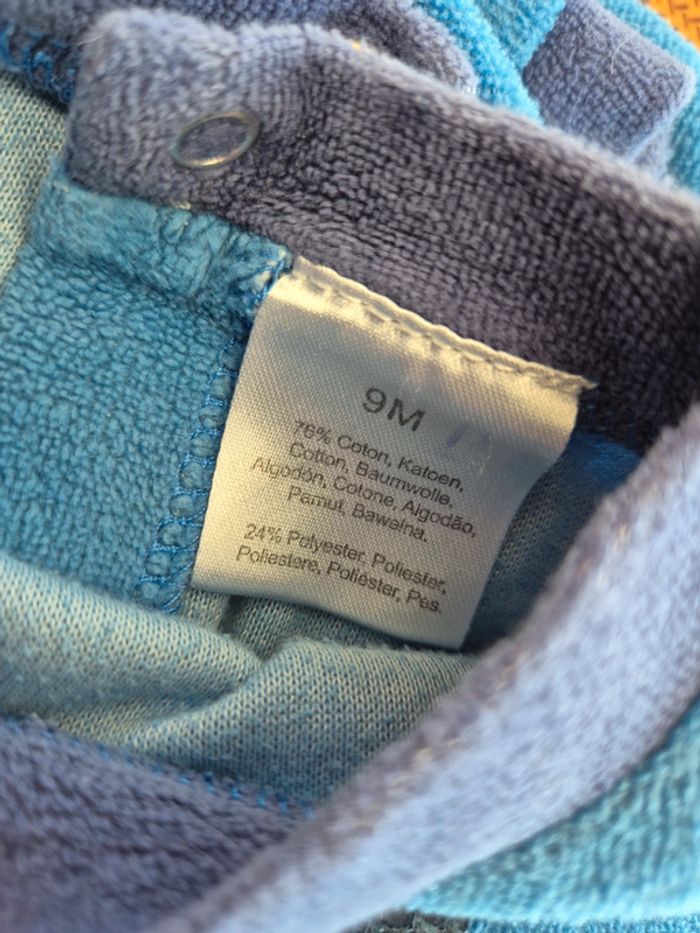 9M
76% Coton, Katoen,
Cotton, Baumwolle,
Algodón, Cotone, Algodão,
Pamut, Bawełna.
24% Polyester, Poliester,
Poliestere, Poliéster, Pes.